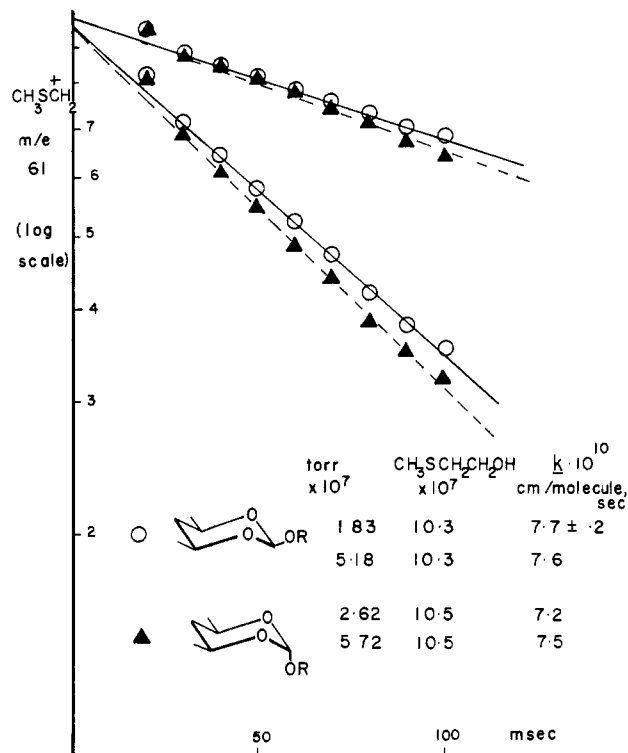 CH3SCH2+
m/e
61
(log
scale)
7
6
5
4
3
2
torr
x10^7
CH3SCH2CH2OH
x10^7
k·10^10
cm/molecule,
sec
O
O
OR
1 83 10·3 7·7 ± ·2
5·18 10·3 7·6
O
O
OR
2·62 10·5 7·2
5 72 10·5 7·5
50 100 msec